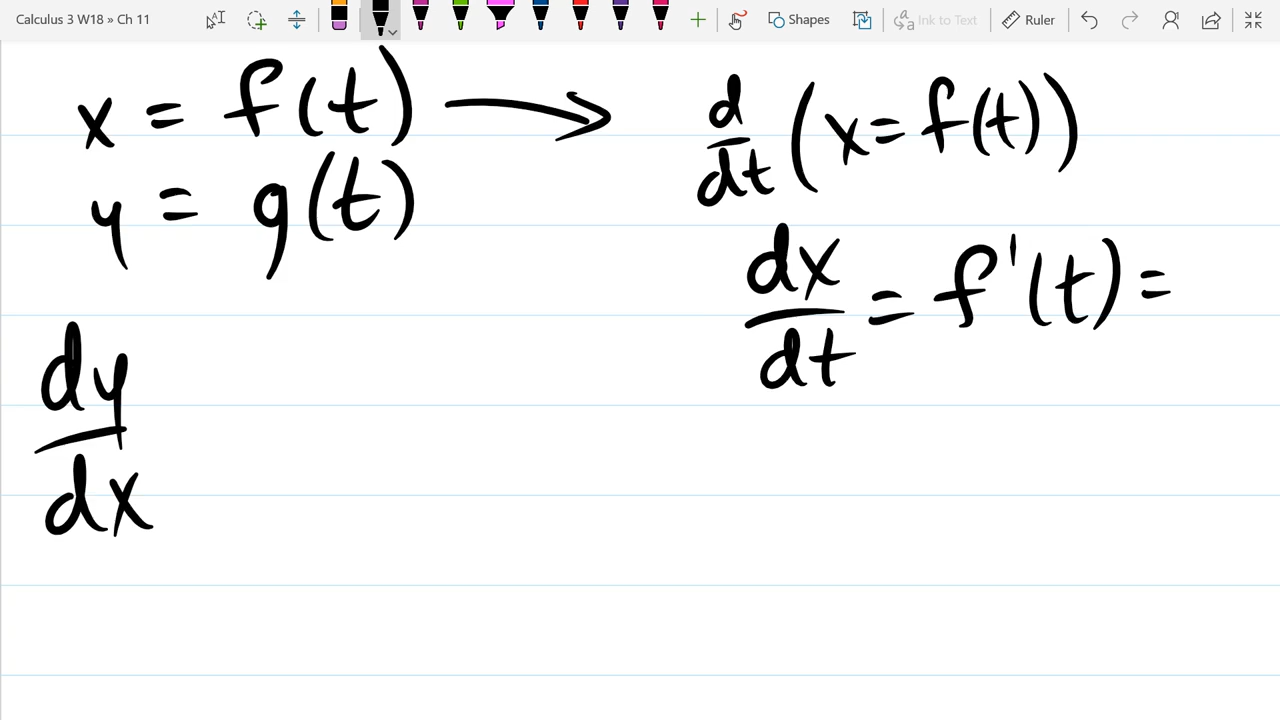 Calculus 3 W18 » Ch 11
Shapes
Ink to Text
Ruler
x = f(t)
y = g(t)
d/dt (x = f(t))
dx/dt = f'(t) =
dy/dx